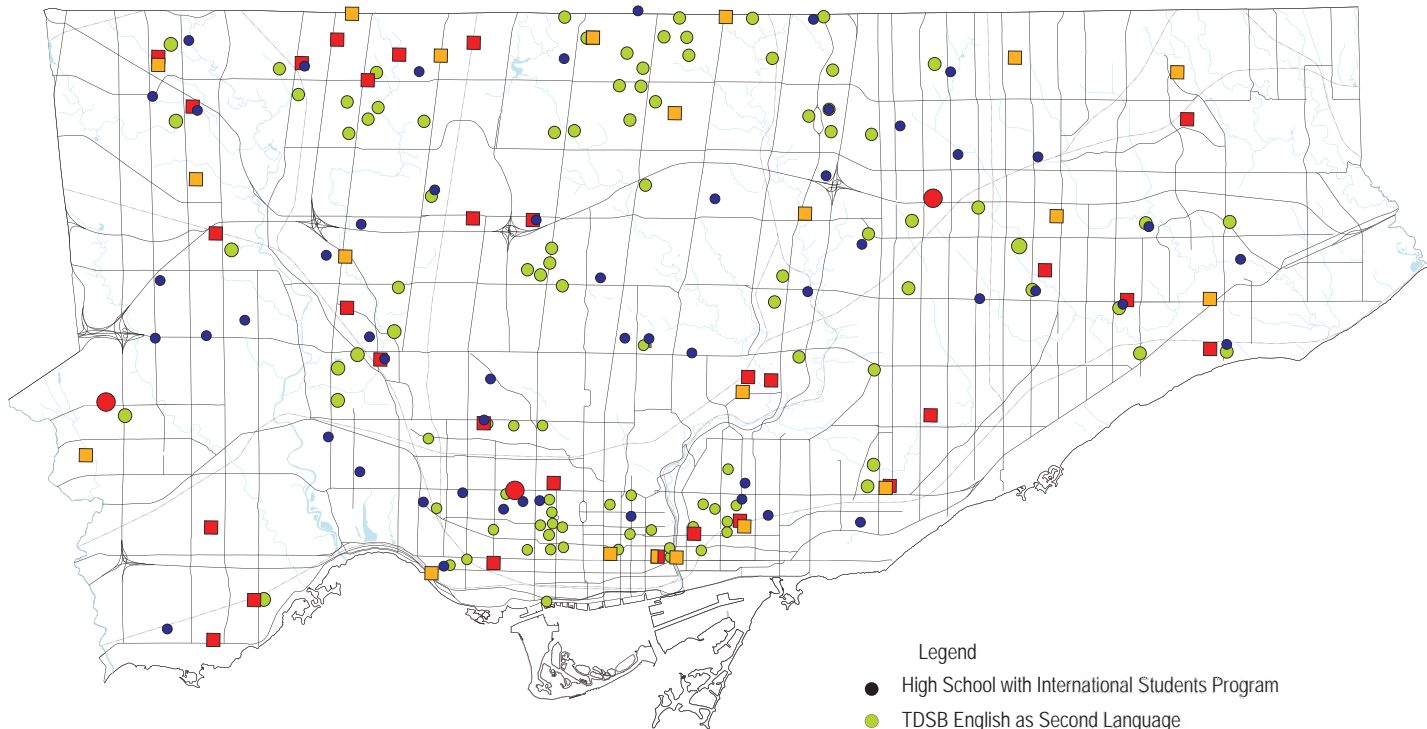 Legend
High School with International Students Program
TDSB English as Second Language